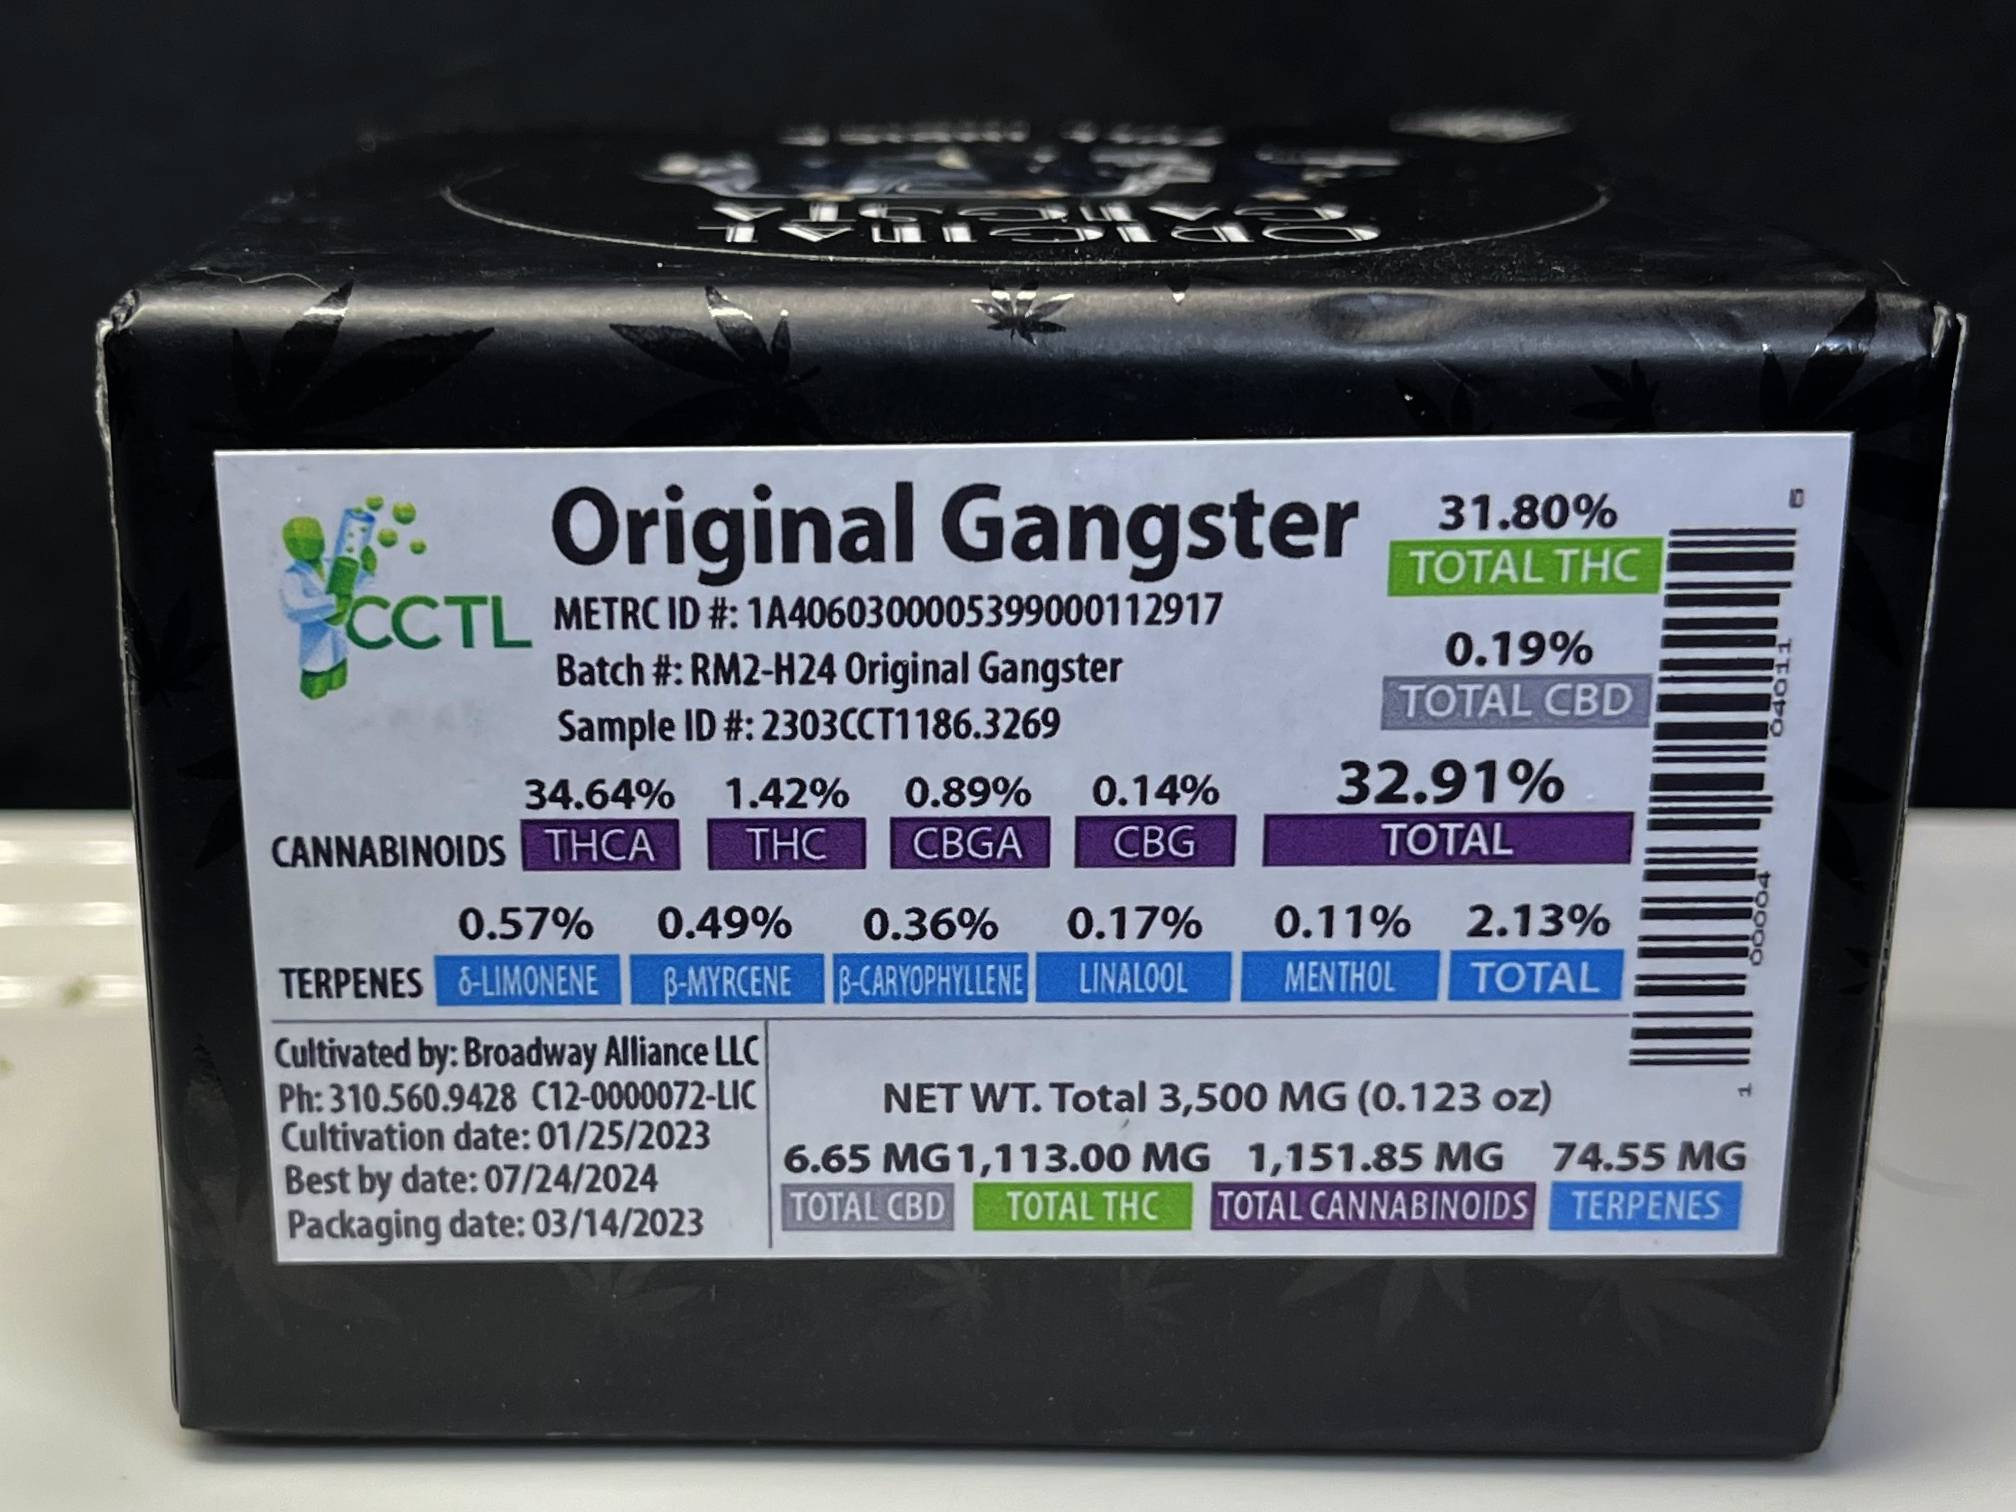 ORIGINAL
GANGSTA
CCTL
Original Gangster
METRC ID #: 1A4060300005399000112917
Batch #: RM2-H24 Original Gangster
Sample ID #: 2303CCT1186.3269
31.80%
TOTAL THC
0.19%
TOTAL CBD
34.64% 1.42% 0.89% 0.14% 32.91%
CANNABINOIDS THCA THC CBGA CBG TOTAL
0.57% 0.49% 0.36% 0.17% 0.11% 2.13%
TERPENES δ-LIMONENE β-MYRCENE β-CARYOPHYLLENE LINALOOL MENTHOL TOTAL
Cultivated by: Broadway Alliance LLC
Ph: 310.560.9428 C12-0000072-LIC
Cultivation date: 01/25/2023
Best by date: 07/24/2024
Packaging date: 03/14/2023
NET WT. Total 3,500 MG (0.123 oz)
6.65 MG 1,113.00 MG 1,151.85 MG 74.55 MG
TOTAL CBD TOTAL THC TOTAL CANNABINOIDS TERPENES
1 00004 04011 5